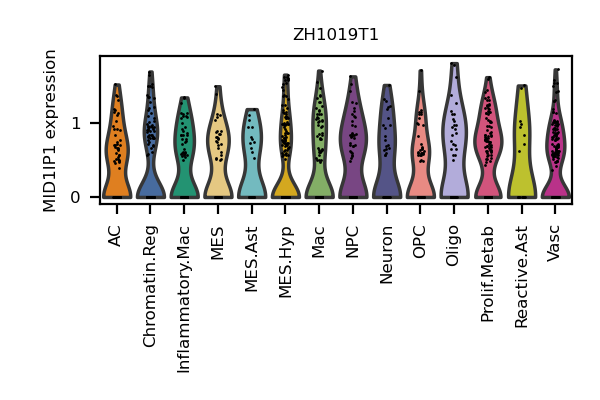 ZH1019T1
MID1IP1 expression
1
0
AC
Chromatin.Reg
Inflammatory.Mac
MES
MES.Ast
MES.Hyp
Mac
NPC
Neuron
OPC
Oligo
Prolif.Metab
Reactive.Ast
Vasc